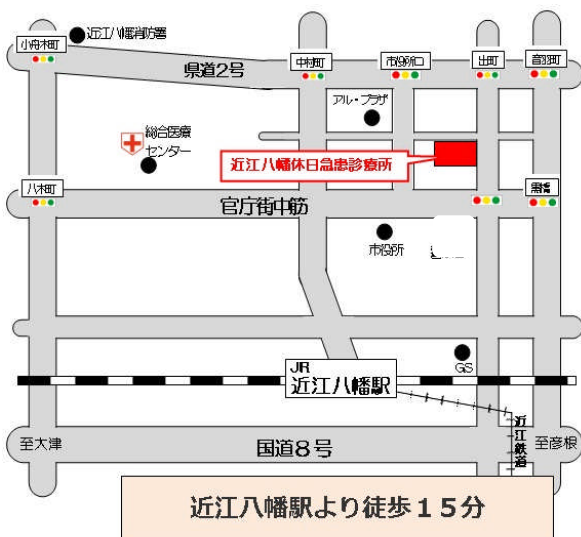 近江八幡消防署
小舟木町
県道2号
中村町
市役所口
出町
音羽町
アル・プラザ
総合医療
センター
近江八幡休日急患診療所
八木町
官庁街中筋
黒橋
市役所
JR
近江八幡駅
GS
近江鉄道
至大津
国道8号
至彦根
近江八幡駅より徒歩15分